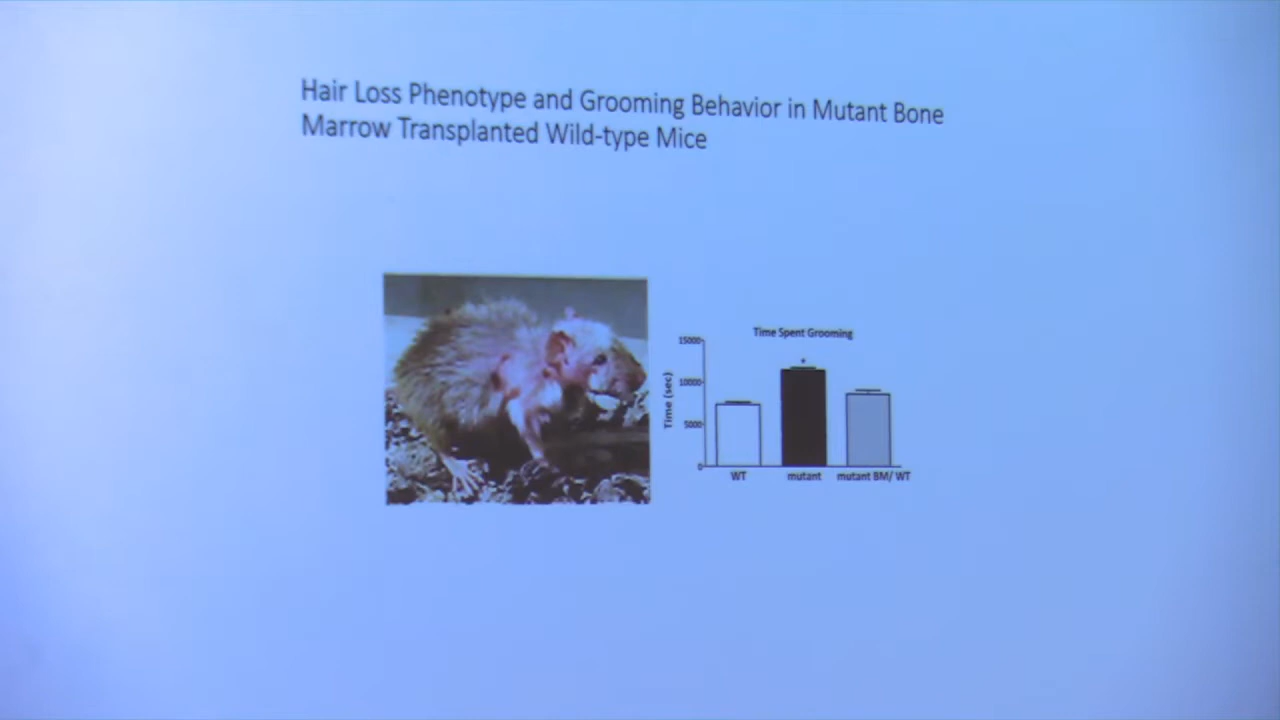 Hair Loss Phenotype and Grooming Behavior in Mutant Bone
Marrow Transplanted Wild-type Mice
Time Spent Grooming
Time (sec)
15000
10000
5000
0
*
WT
mutant
mutant BM/ WT